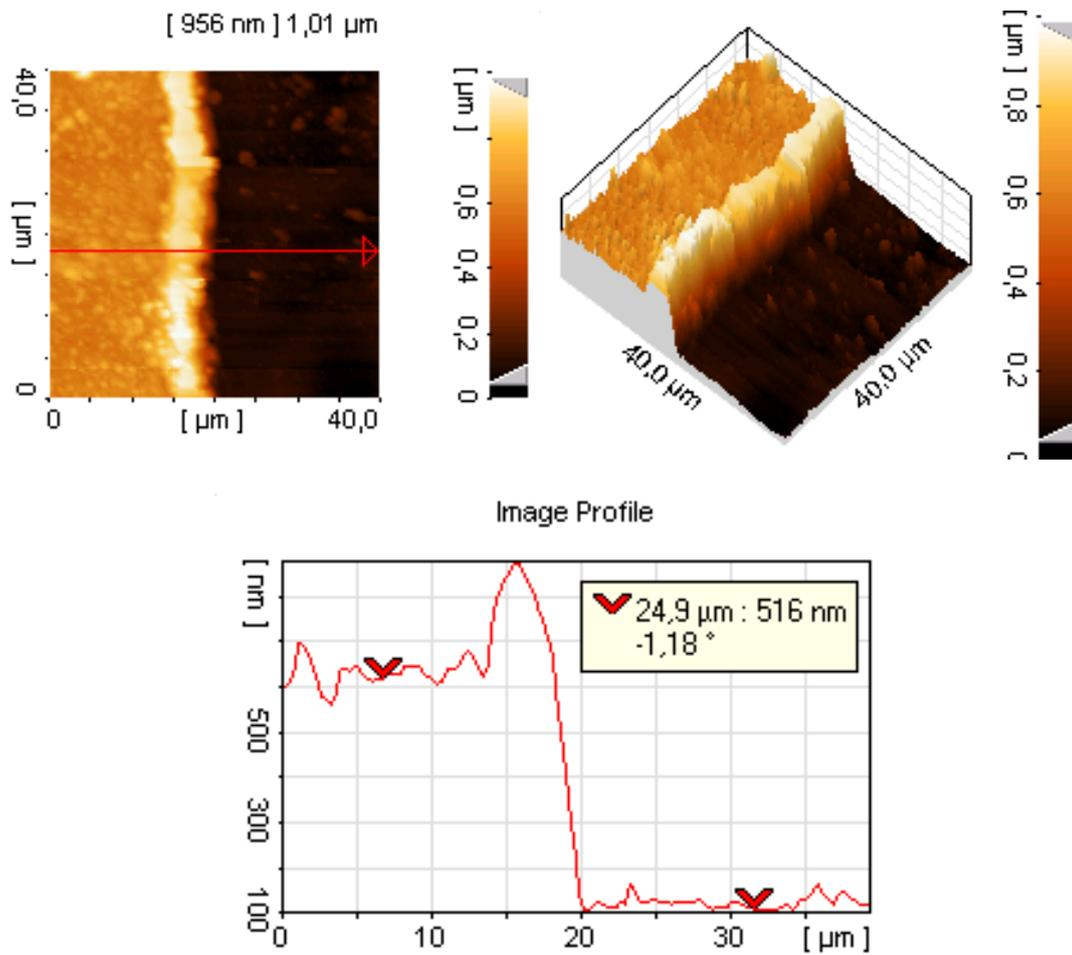 [ 956 nm ] 1,01 µm
40,0
[ µm ]
0
0
[ µm ]
40,0
[ µm ]
0,6
0,4
0,2
0
40,0 µm
40,0 µm
[ µm ]
0,8
0,6
0,4
0,2
Image Profile
[ nm ]
500
300
100
24,9 µm : 516 nm
-1,18 °
0
10
20
30
[ µm ]